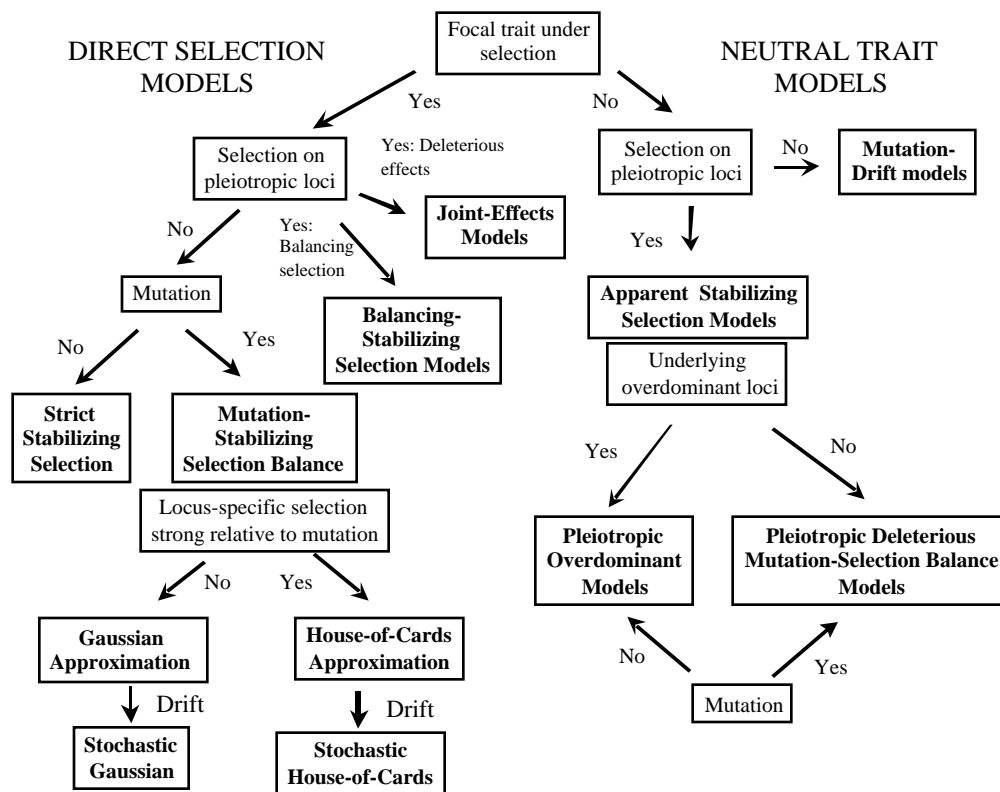 DIRECT SELECTION
MODELS
Focal trait under
selection
NEUTRAL TRAIT
MODELS
Yes
No
Selection on
pleiotropic loci
Yes: Deleterious
effects
Joint-Effects
Models
Selection on
pleiotropic loci
No
Mutation-
Drift models
No
Yes:
Balancing
selection
Yes
Mutation
Balancing-
Stabilizing
Selection Models
Apparent Stabilizing
Selection Models
Underlying
overdominant loci
No
Yes
Strict
Stabilizing
Selection
Mutation-
Stabilizing
Selection Balance
Locus-specific selection
strong relative to mutation
Yes
No
Pleiotropic
Overdominant
Models
Pleiotropic Deleterious
Mutation-Selection Balance
Models
No
Yes
Gaussian
Approximation
House-of-Cards
Approximation
No
Yes
Mutation
Drift
Drift
Stochastic
Gaussian
Stochastic
House-of-Cards